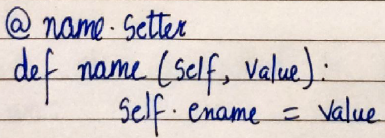 @ name.setter
def name (self, value):
self.ename = value